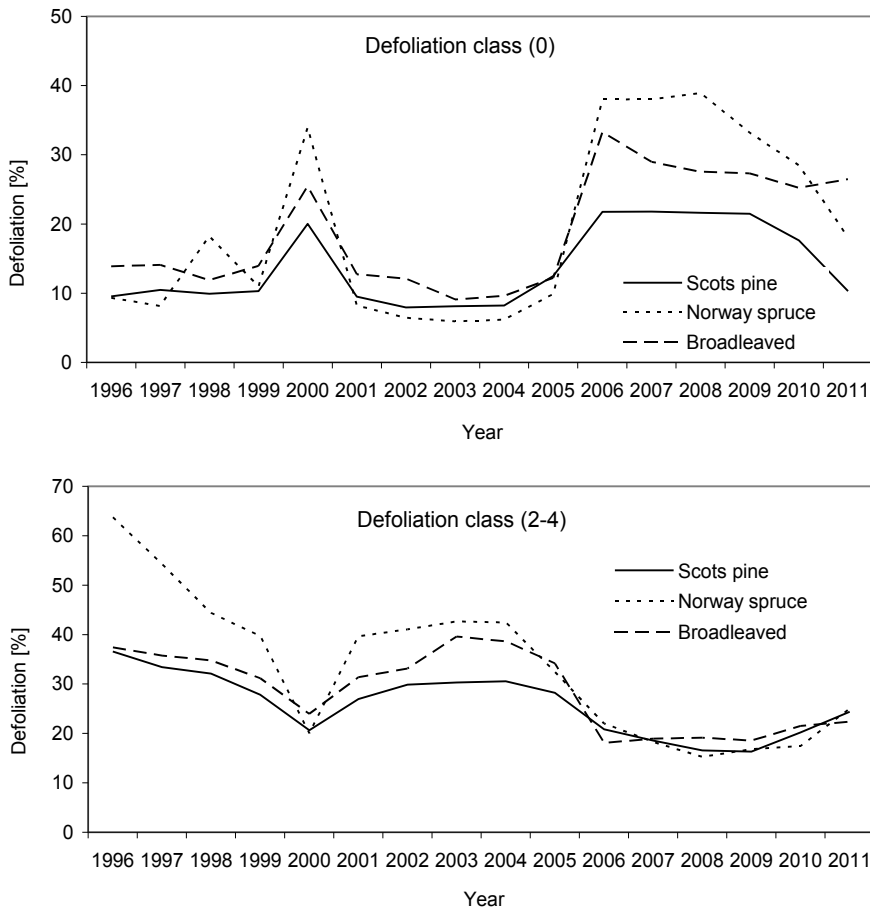 Defoliation class (0)
Defoliation [%]
50
40
30
20
10
0
Scots pine
Norway spruce
Broadleaved
1996 1997 1998 1999 2000 2001 2002 2003 2004 2005 2006 2007 2008 2009 2010 2011
Year
Defoliation class (2-4)
Defoliation [%]
70
60
50
40
30
20
10
0
Scots pine
Norway spruce
Broadleaved
1996 1997 1998 1999 2000 2001 2002 2003 2004 2005 2006 2007 2008 2009 2010 2011
Year